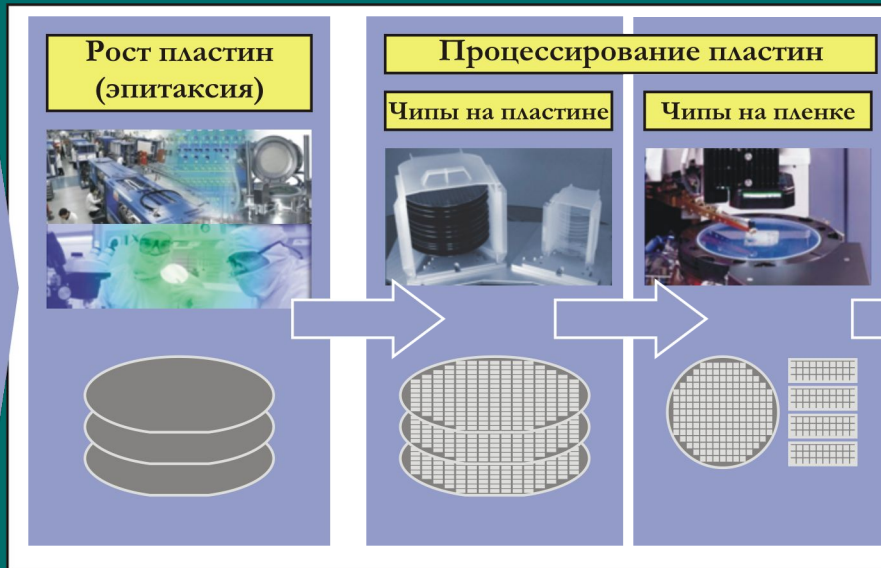 Рост пластин
(эпитаксия)
Процессирование пластин
Чипы на пластине
Чипы на пленке